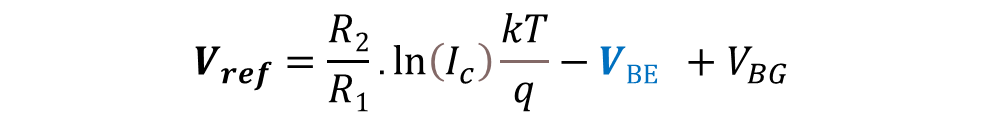 V_ref = R_2/R_1 . ln(I_c) kT/q − V_BE + V_BG